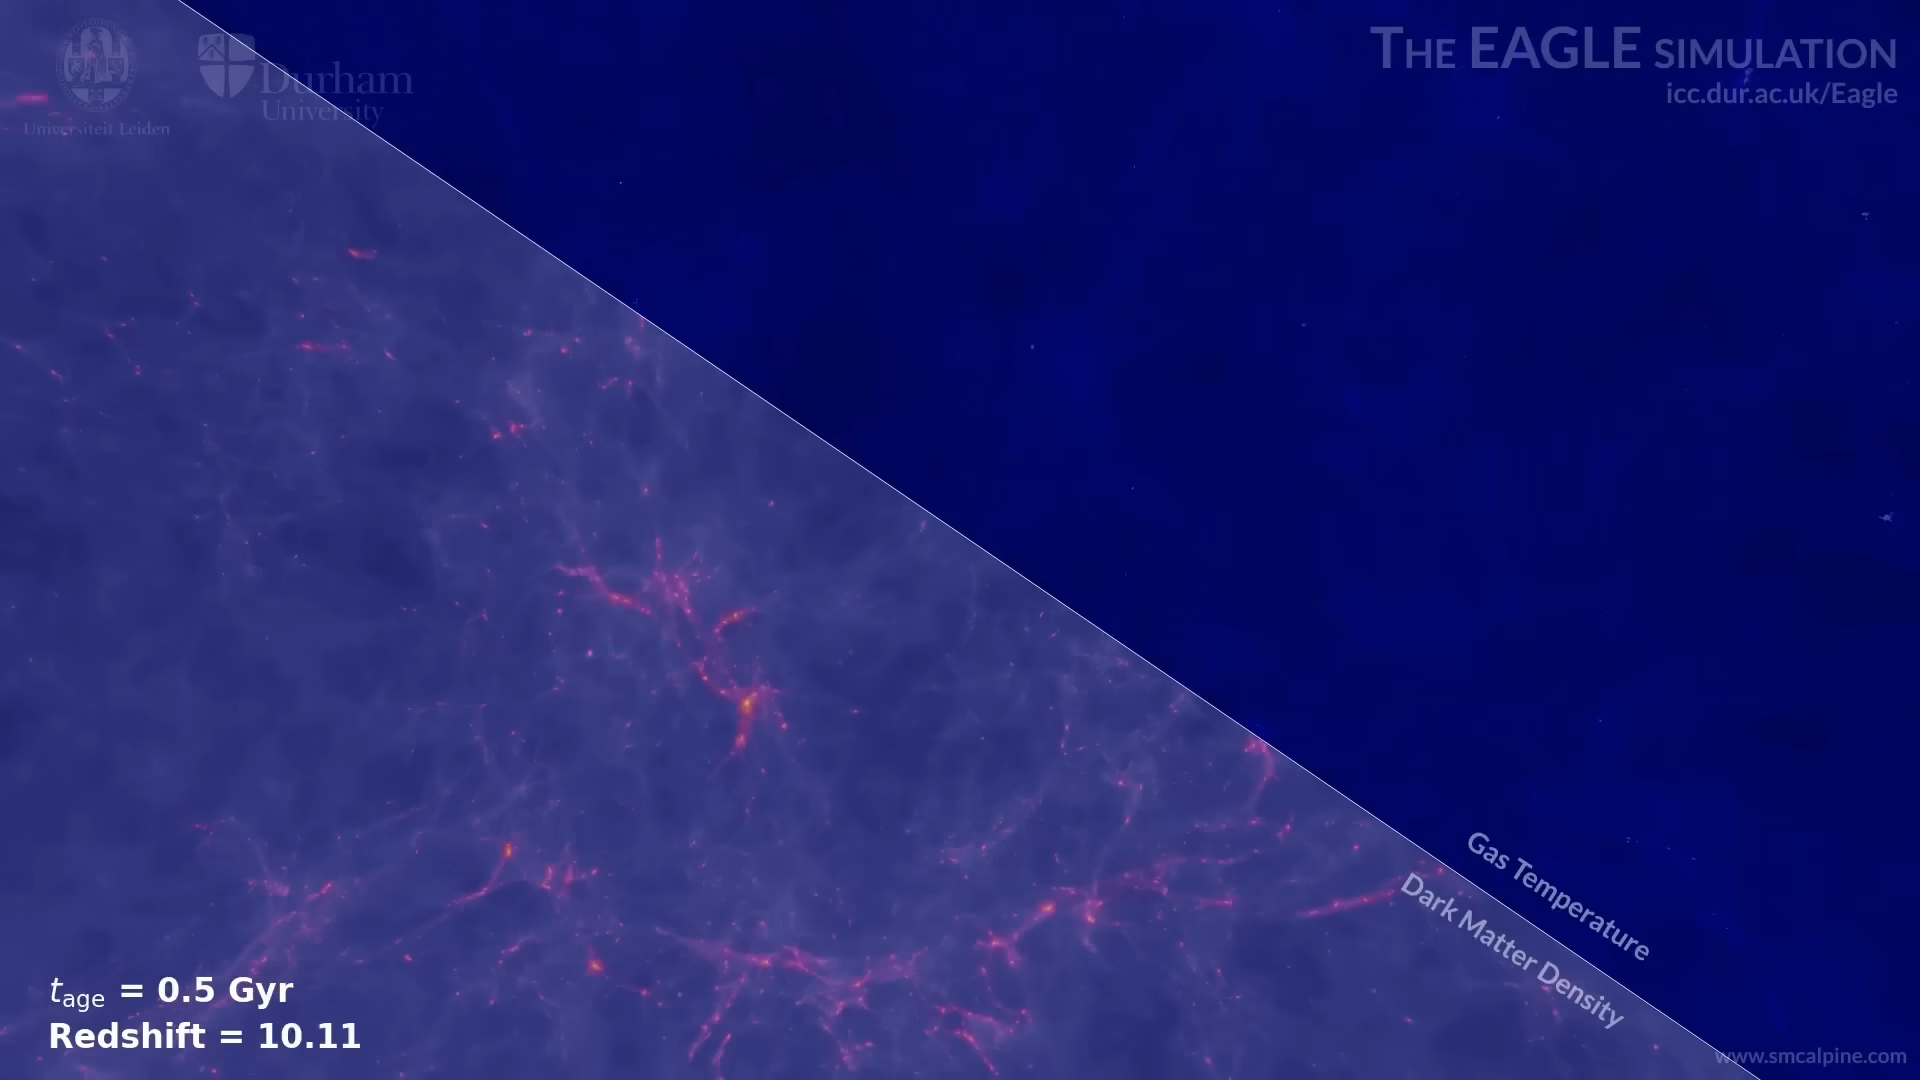 Universiteit Leiden
Durham
University
THE EAGLE SIMULATION
icc.dur.ac.uk/Eagle
Gas Temperature
Dark Matter Density
t_age = 0.5 Gyr
Redshift = 10.11
www.smcalpine.com